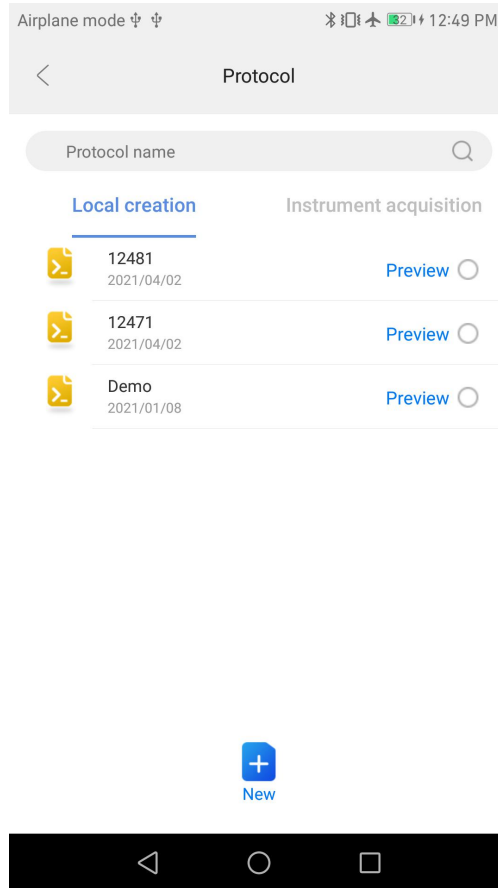 Airplane mode 32 12:49 PM
Protocol
Protocol name
Local creation Instrument acquisition
12481
2021/04/02
Preview
12471
2021/04/02
Preview
Demo
2021/01/08
Preview
New